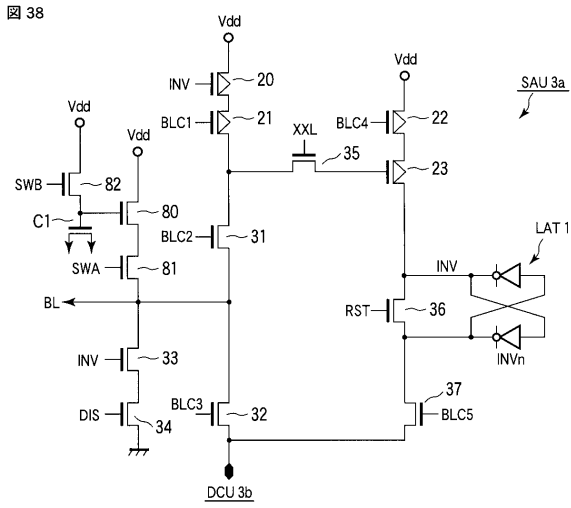 図 38
Vdd
INV
20
Vdd
SAU 3a
BLC1
21
BLC4
22
Vdd
XXL
35
Vdd
23
SWB
82
C1
80
BLC2
31
LAT 1
SWA
81
INV
BL
RST
36
INVn
INV
33
37
BLC3
32
BLC5
DIS
34
DCU 3b